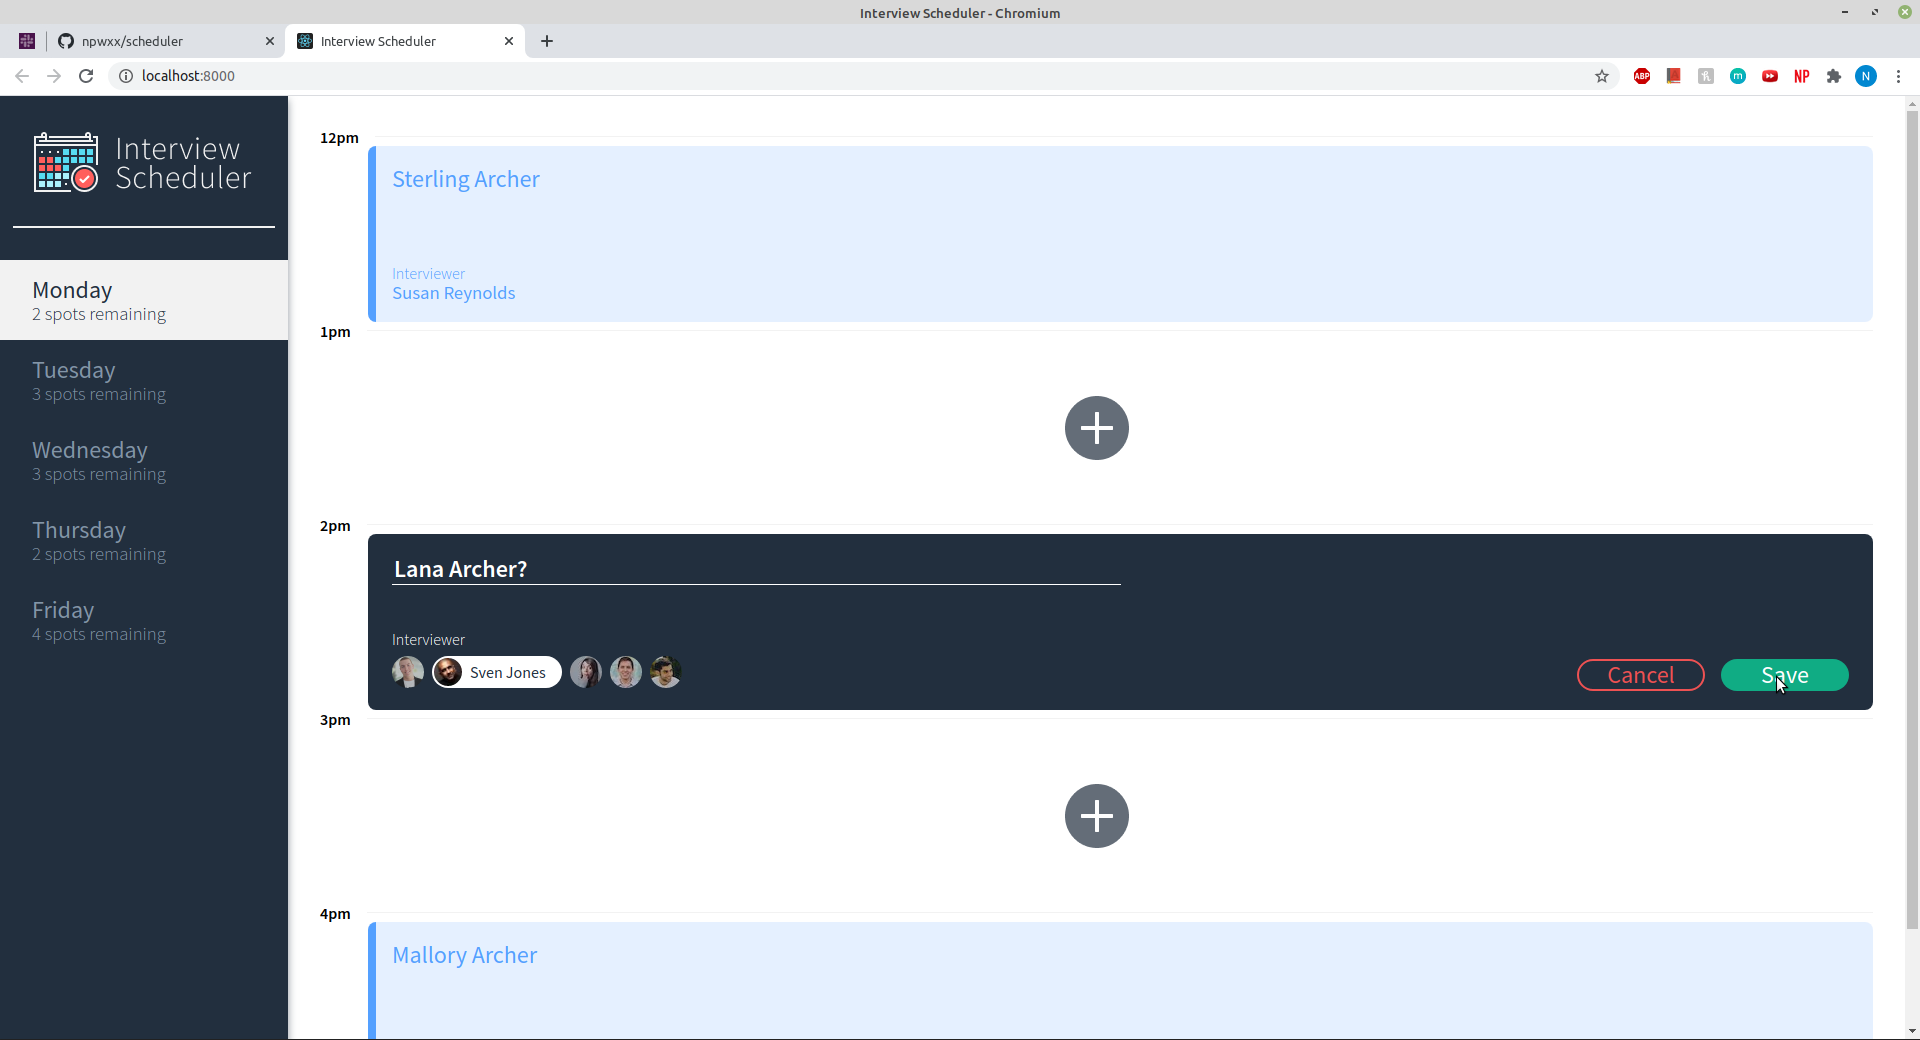 Interview Scheduler - Chromium
npwxx/scheduler
Interview Scheduler
localhost:8000
ABP
m
NP
N
Interview
Scheduler
Monday
2 spots remaining
Tuesday
3 spots remaining
Wednesday
3 spots remaining
Thursday
2 spots remaining
Friday
4 spots remaining
12pm
Sterling Archer
Interviewer
Susan Reynolds
1pm
2pm
Lana Archer?
Interviewer
Sven Jones
Cancel
Save
3pm
4pm
Mallory Archer